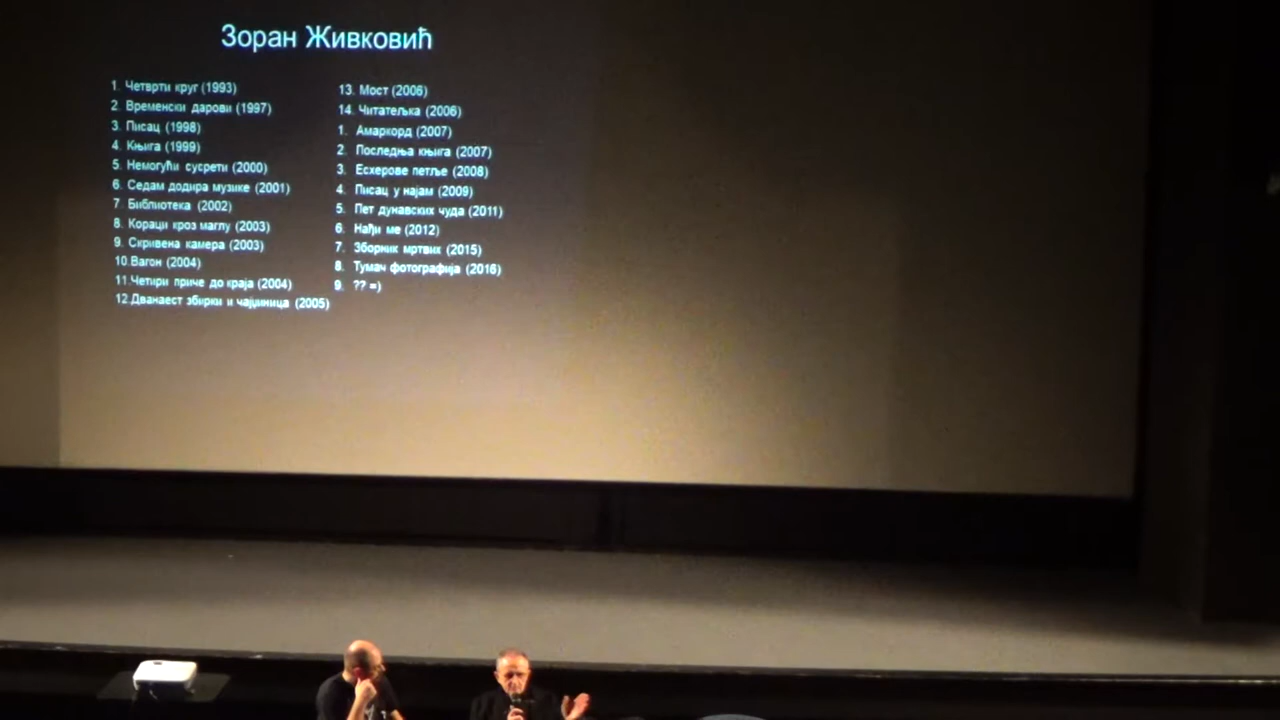 Зоран Живковић
1. Четврти круг (1993)
2. Временски дарови (1997)
3. Писац (1998)
4. Књига (1999)
5. Немогући сусрети (2000)
6. Седам додира музике (2001)
7. Библиотека (2002)
8. Кораци кроз маглу (2003)
9. Скривена камера (2003)
10.Вагон (2004)
11.Четири приче до краја (2004)
12.Дванаест збирки и чајџиница (2005)
13. Мост (2006)
14. Читатељка (2006)
1. Амаркорд (2007)
2. Последња књига (2007)
3. Есхерове петље (2008)
4. Писац у најам (2009)
5. Пет дунавских чуда (2011)
6. Нађи ме (2012)
7. Зборник мртвих (2015)
8. Тумач фотографија (2016)
9. ?? =)